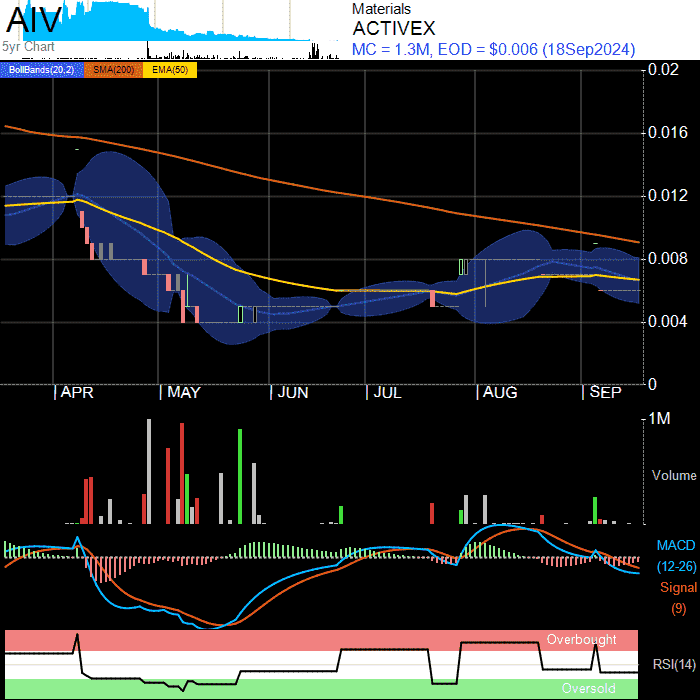 AIV
5yr Chart
Materials
ACTIVEX
MC = 1.3M, EOD = $0.006 (18Sep2024)
BollBands(20,2) SMA(200) EMA(50)
0.02
0.016
0.012
0.008
0.004
0
APR MAY JUN JUL AUG SEP
1M
Volume
MACD
(12-26)
Signal
(9)
Overbought
RSI(14)
Oversold